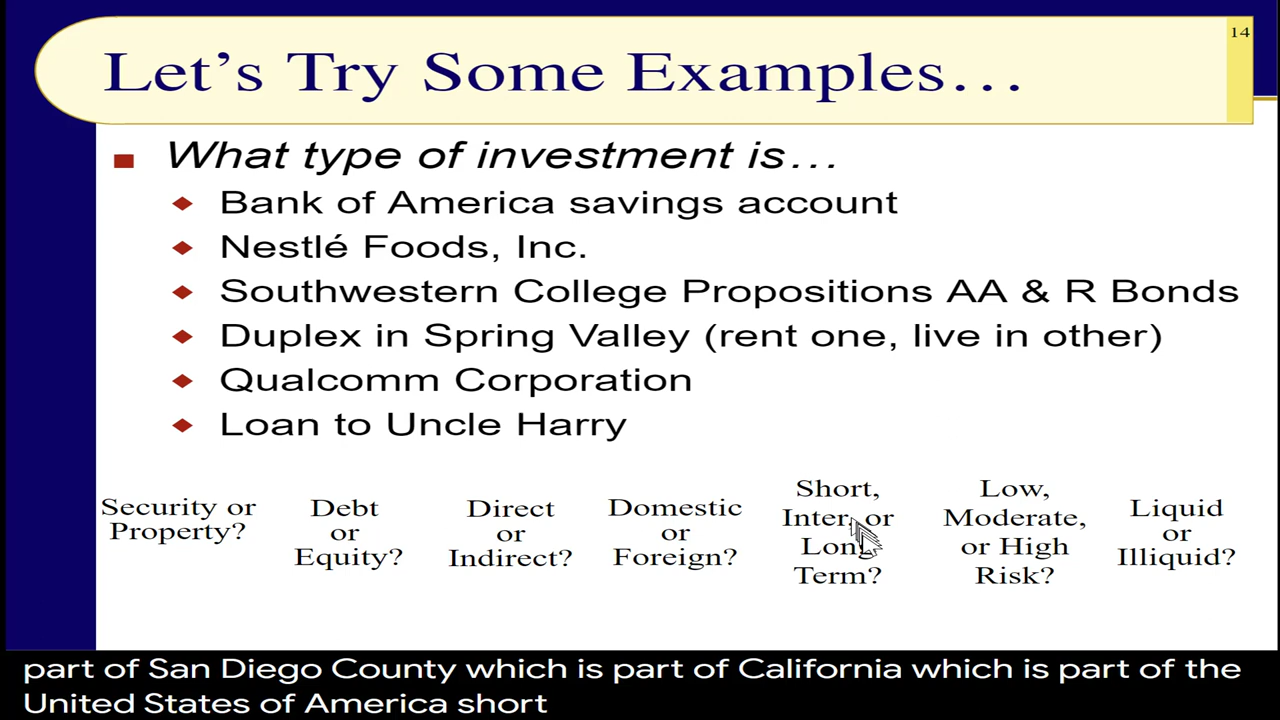 14
Let's Try Some Examples…
What type of investment is…
Bank of America savings account
Nestlé Foods, Inc.
Southwestern College Propositions AA & R Bonds
Duplex in Spring Valley (rent one, live in other)
Qualcomm Corporation
Loan to Uncle Harry
Security or
Property?
Debt
or
Equity?
Direct
or
Indirect?
Domestic
or
Foreign?
Short,
Inter, or
Long
Term?
Low,
Moderate,
or High
Risk?
Liquid
or
Illiquid?
part of San Diego County which is part of California which is part of the
United States of America short